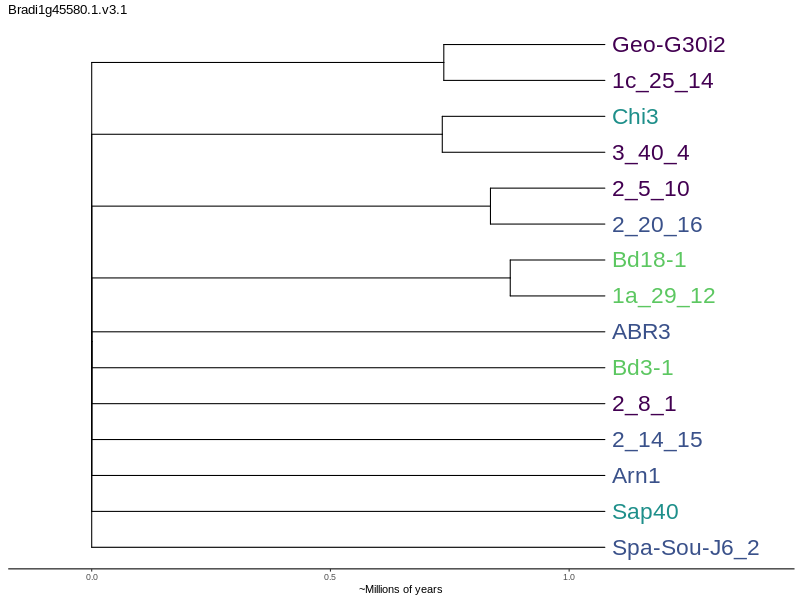 Bradi1g45580.1.v3.1
Geo-G30i2
1c_25_14
Chi3
3_40_4
2_5_10
2_20_16
Bd18-1
1a_29_12
ABR3
Bd3-1
2_8_1
2_14_15
Arn1
Sap40
Spa-Sou-J6_2
0.0 0.5 1.0
~Millions of years